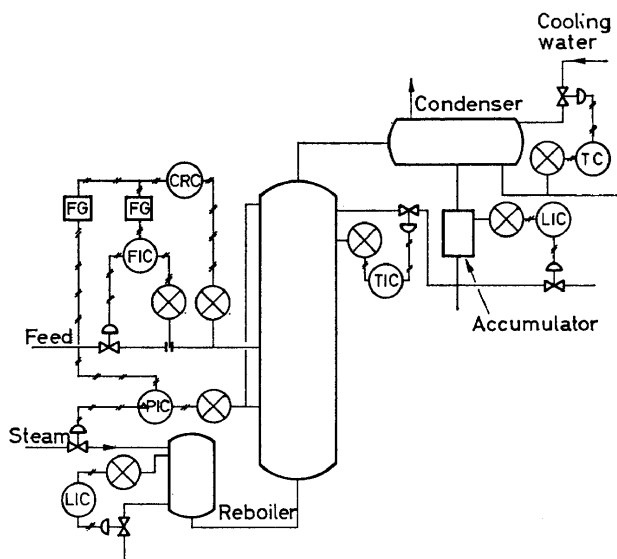 Cooling
water
Condenser
TC
CRC
FG
FG
LIC
FIC
TIC
Accumulator
Feed
PIC
Steam
LIC
Reboiler